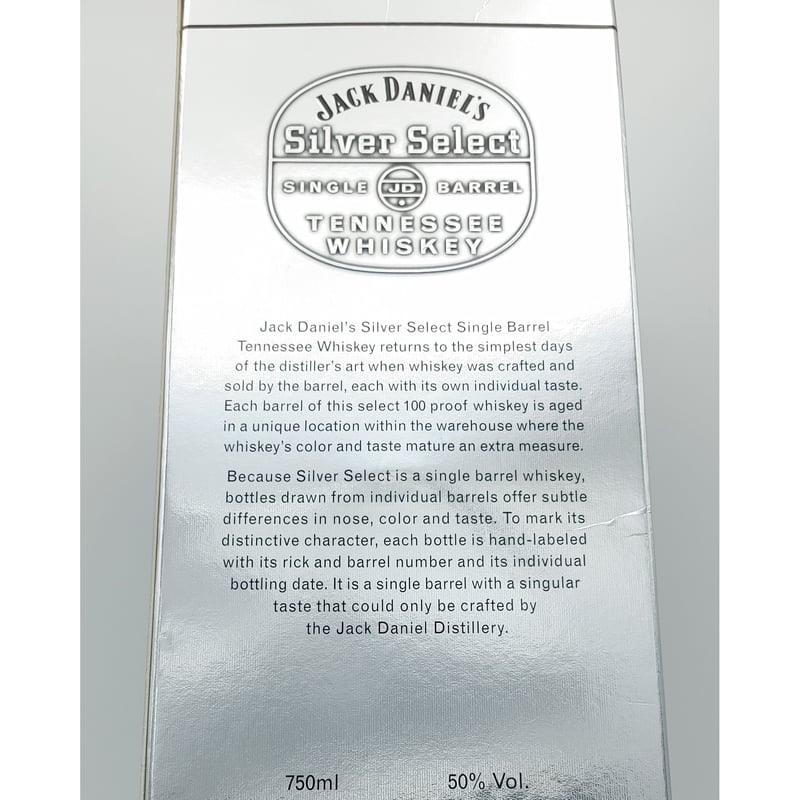 JACK DANIEL'S
Silver Select
SINGLE JD BARREL
TENNESSEE
WHISKEY
Jack Daniel's Silver Select Single Barrel
Tennessee Whiskey returns to the simplest days
of the distiller's art when whiskey was crafted and
sold by the barrel, each with its own individual taste.
Each barrel of this select 100 proof whiskey is aged
in a unique location within the warehouse where the
whiskey's color and taste mature an extra measure.
Because Silver Select is a single barrel whiskey,
bottles drawn from individual barrels offer subtle
differences in nose, color and taste. To mark its
distinctive character, each bottle is hand-labeled
with its rick and barrel number and its individual
bottling date. It is a single barrel with a singular
taste that could only be crafted by
the Jack Daniel Distillery.
750ml 50% Vol.